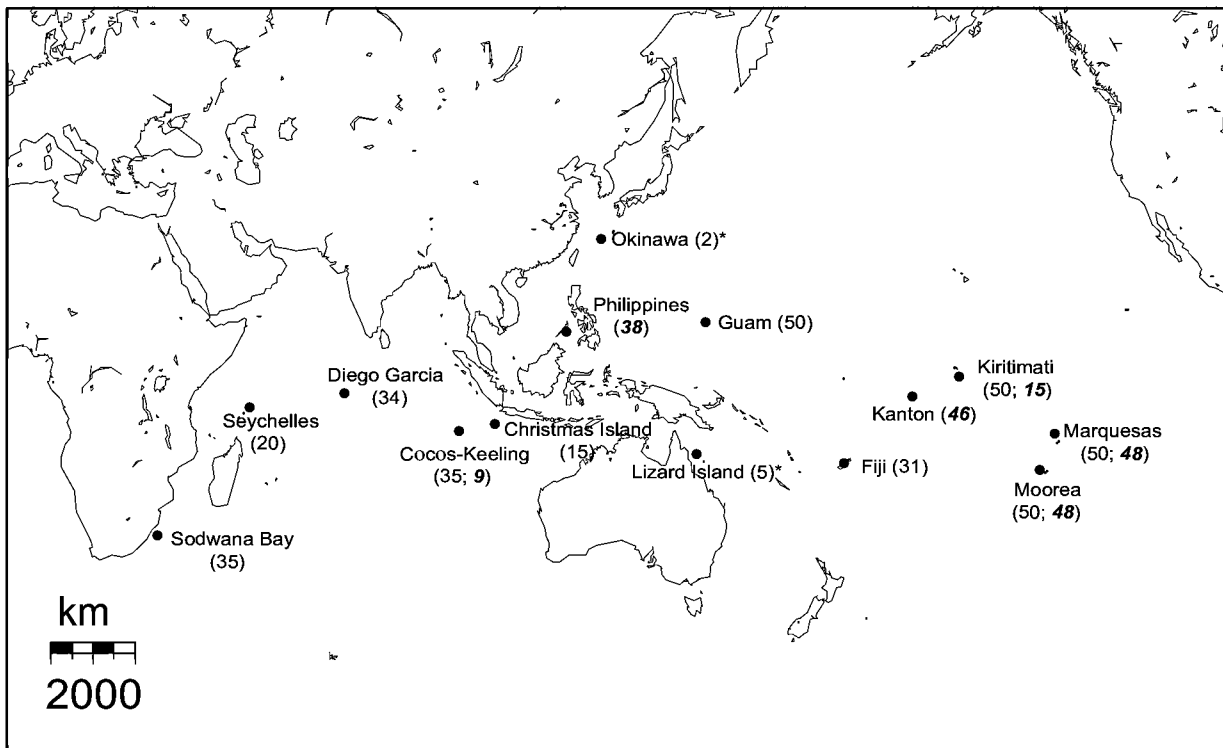 Okinawa (2)*
Philippines
(38)
Guam (50)
Kiritimati
(50; 15)
Diego Garcia
(34)
Kanton (46)
Seychelles
(20)
Christmas Island
(15)
Marquesas
(50; 48)
Cocos-Keeling
(35; 9)
Lizard Island (5)*
Fiji (31)
Moorea
(50; 48)
Sodwana Bay
(35)
km
2000